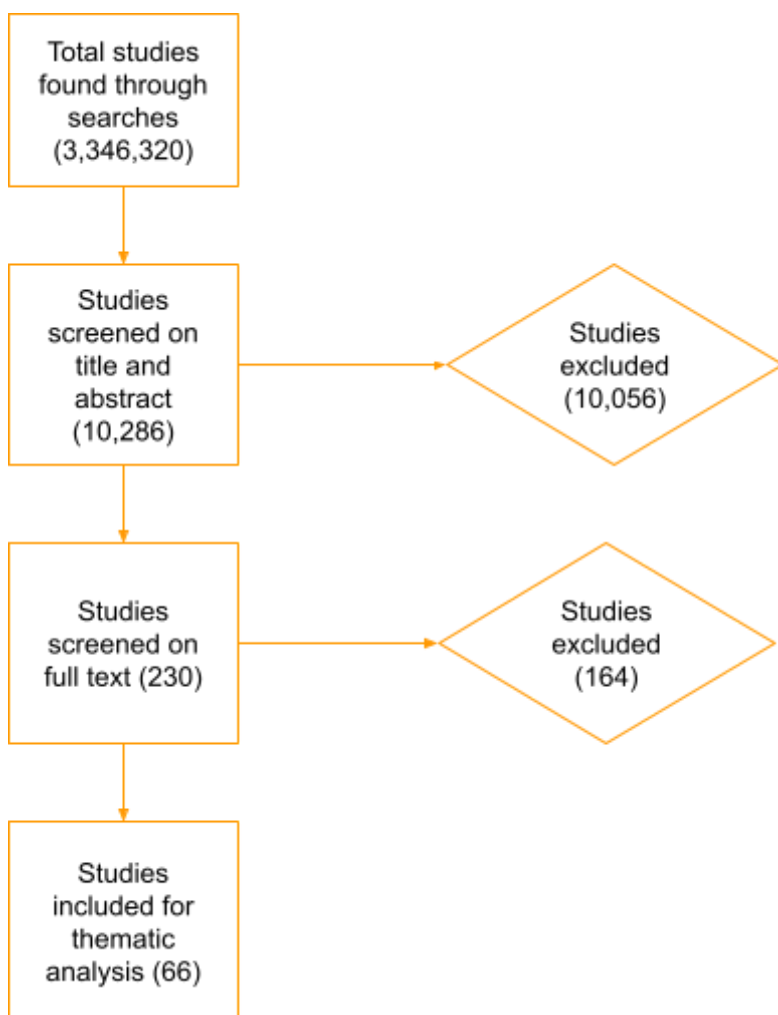 Total studies
found through
searches
(3,346,320)
Studies
screened on
title and
abstract
(10,286)
Studies
excluded
(10,056)
Studies
screened on
full text (230)
Studies
excluded
(164)
Studies
included for
thematic
analysis (66)